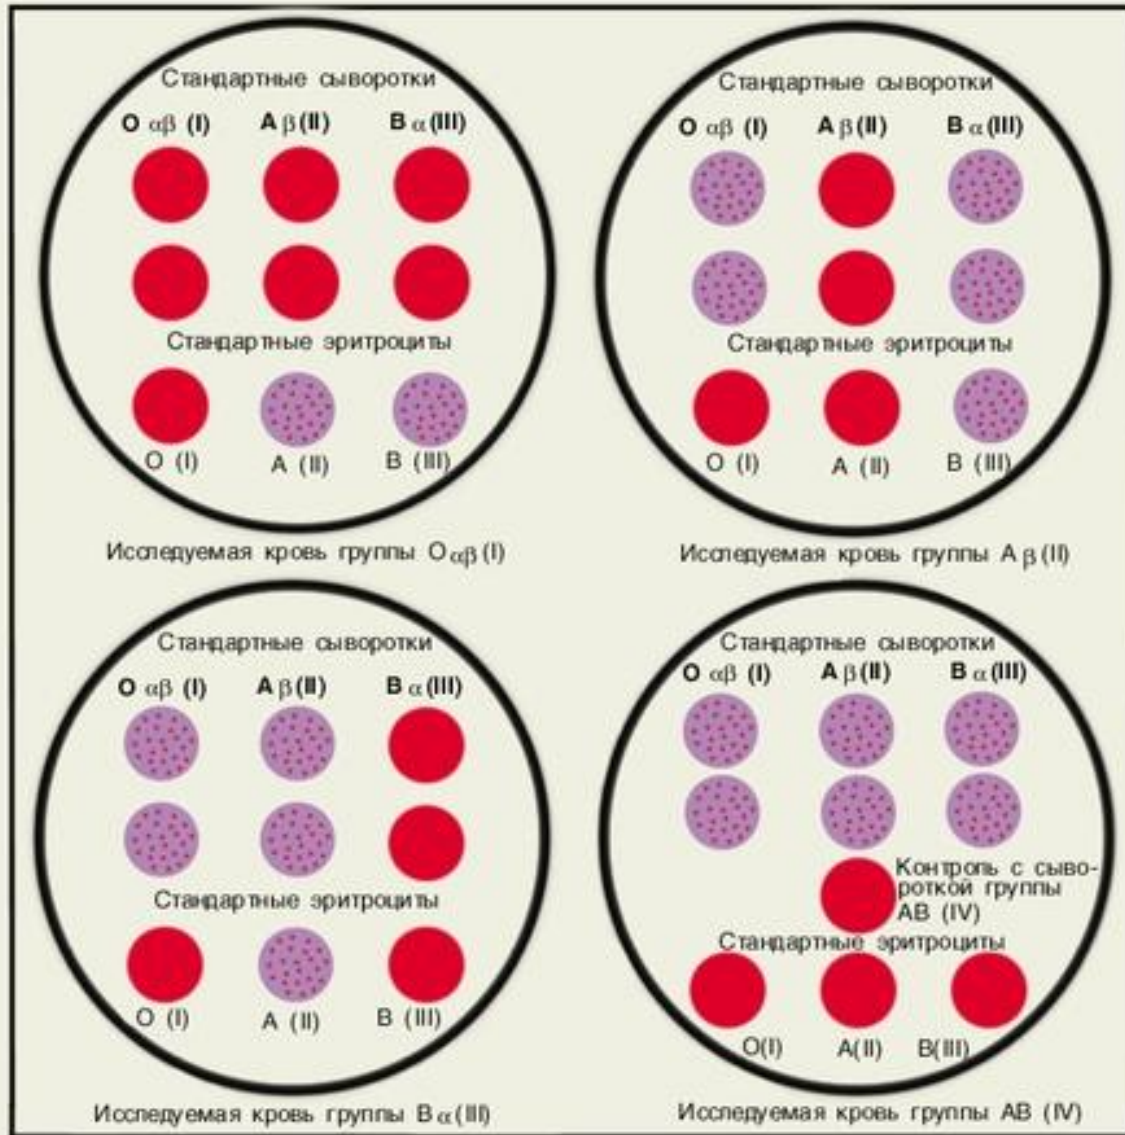 Стандартные сыворотки
O αβ (I) A β (II) B α (III)
Стандартные эритроциты
O (I) A (II) B (III)
Исследуемая кровь группы O αβ (I)
Стандартные сыворотки
O αβ (I) A β (II) B α (III)
Стандартные эритроциты
O (I) A (II) B (III)
Исследуемая кровь группы A β (II)
Стандартные сыворотки
O αβ (I) A β (II) B α (III)
Стандартные эритроциты
O (I) A (II) B (III)
Исследуемая кровь группы B α (III)
Стандартные сыворотки
O αβ (I) A β (II) B α (III)
Контроль с сыво-
роткой группы
AB (IV)
Стандартные эритроциты
O(I) A(II) B(III)
Исследуемая кровь группы AB (IV)